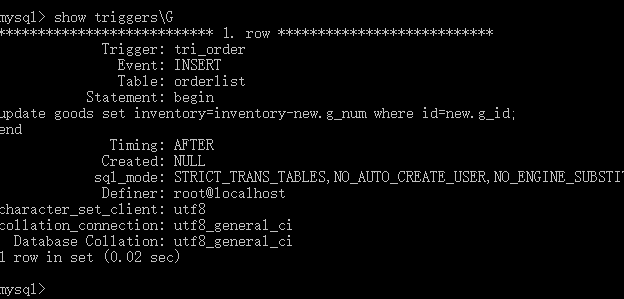 mysql> show triggers\G
*************************** 1. row ***************************
Trigger: tri_order
Event: INSERT
Table: orderlist
Statement: begin
update goods set inventory=inventory-new.g_num where id=new.g_id;
end
Timing: AFTER
Created: NULL
sql_mode: STRICT_TRANS_TABLES,NO_AUTO_CREATE_USER,NO_ENGINE_SUBSTIT
Definer: root@localhost
character_set_client: utf8
collation_connection: utf8_general_ci
Database Collation: utf8_general_ci
1 row in set (0.02 sec)
mysql>